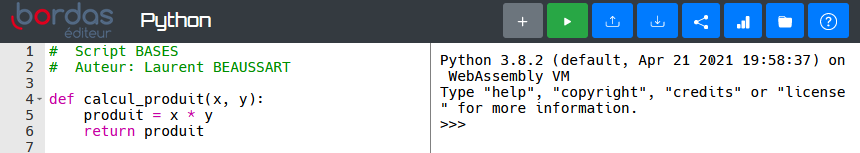 bordas
éditeur
Python
1 #  Script BASES
2 #  Auteur: Laurent BEAUSSART
3
4 def calcul_produit(x, y):
5     produit = x * y
6     return produit
7
Python 3.8.2 (default, Apr 21 2021 19:58:37) on
 WebAssembly VM
Type "help", "copyright", "credits" or "license
" for more information.
>>>